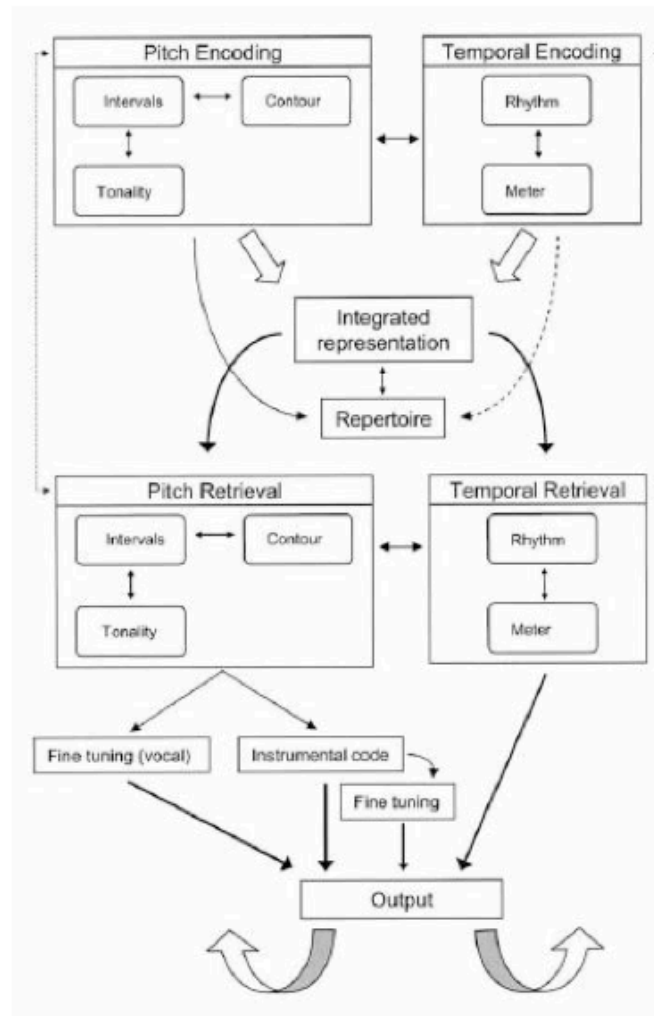 Pitch Encoding
Temporal Encoding
Intervals
Contour
Rhythm
Tonality
Meter
Integrated
representation
Repertoire
Pitch Retrieval
Temporal Retrieval
Intervals
Contour
Rhythm
Tonality
Meter
Fine tuning (vocal)
Instrumental code
Fine tuning
Output